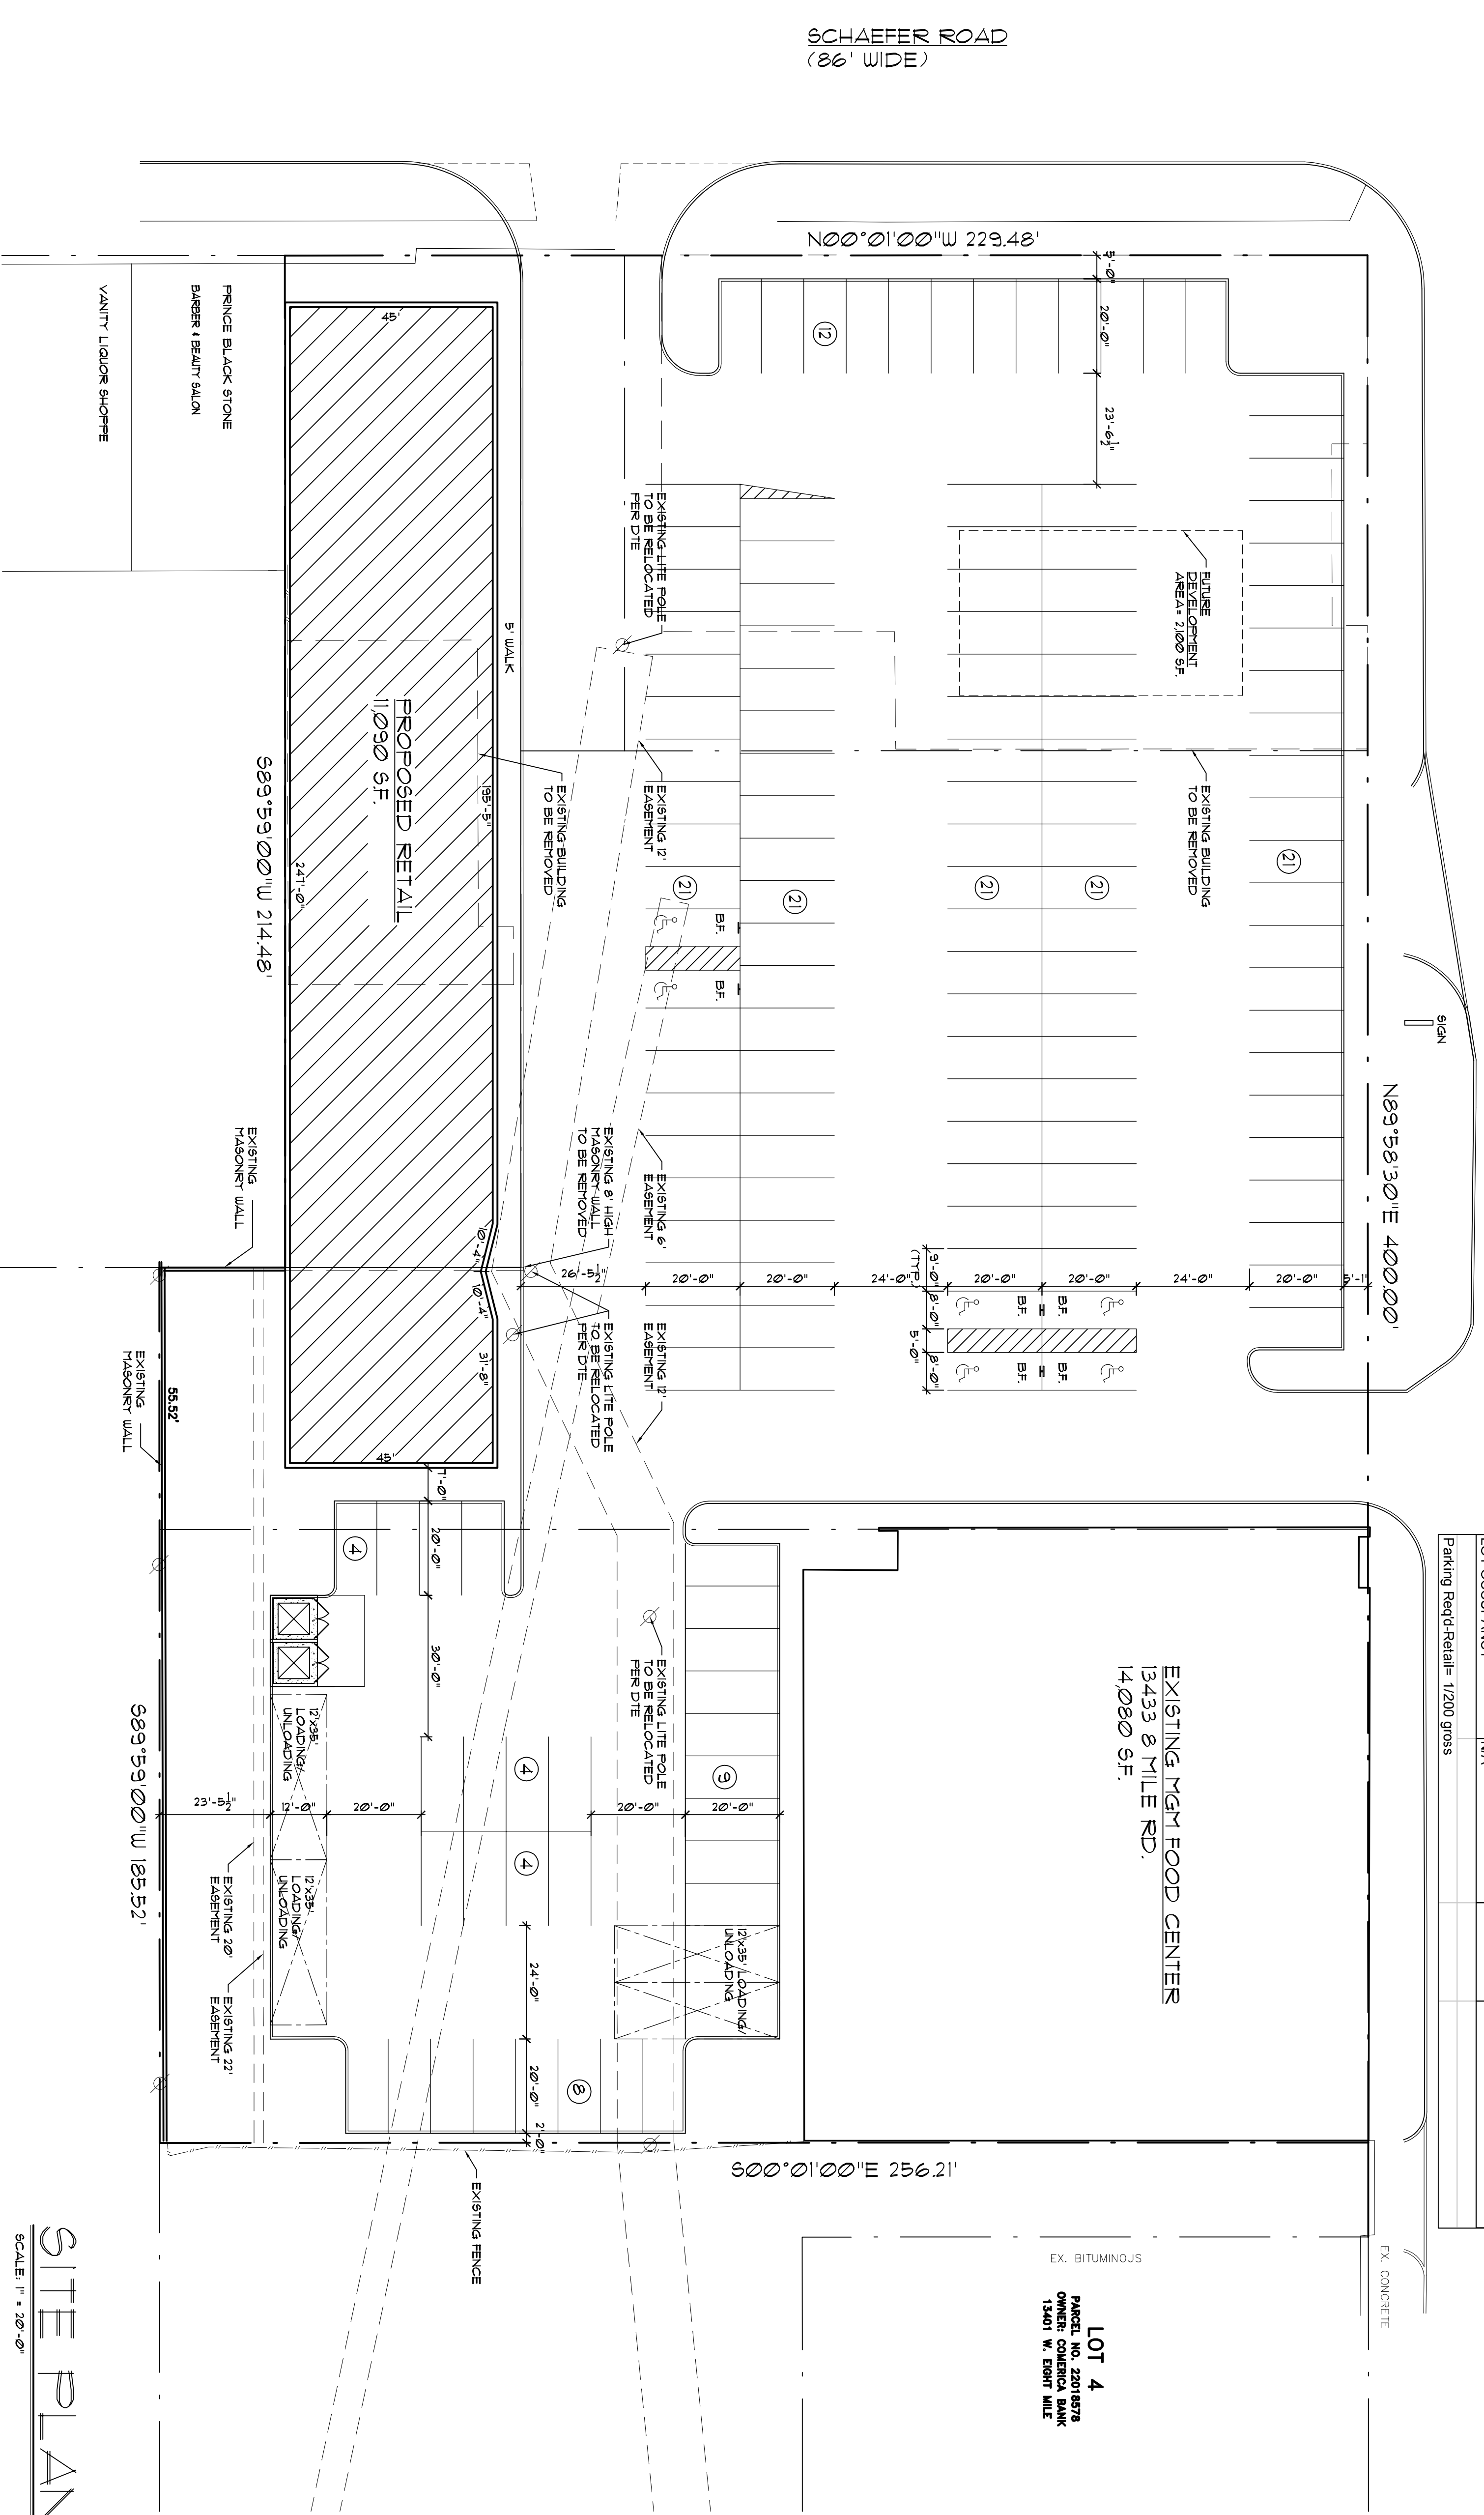 SCHAEFER ROAD
(86' WIDE)
N00°01'00"W 229.48'
5'-0"
20'-0"
23'-6½"
12
PRINCE BLACK STONE
BARBER & BEAUTY SALON
VANITY LIQUOR SHOPPE
45'
5' WALK
PROPOSED RETAIL
11,090 S.F.
195'-5"
247'-0"
S89°59'00"W 214.48'
EXISTING LITE POLE
TO BE RELOCATED
PER DTE
EXISTING BUILDING
TO BE REMOVED
EXISTING 12'
EASEMENT
FUTURE
DEVELOPMENT
AREA= 2,100 S.F.
EXISTING BUILDING
TO BE REMOVED
21
21
21
21
21
B.F.
B.F.
SIGN
N89°58'30"E 400.00'
EXISTING
MASONRY WALL
EXISTING 8' HIGH
MASONRY WALL
TO BE REMOVED
EXISTING 6'
EASEMENT
10'-4"
10'-4"
31'-8"
26'-5½"
20'-0"
20'-0"
24'-0"
20'-0"
20'-0"
24'-0"
20'-0"
5'-1"
9'-0"
(TYP.)
8'-0"
5'-0"
8'-0"
B.F.
B.F.
B.F.
B.F.
EXISTING LITE POLE
TO BE RELOCATED
PER DTE
EXISTING 12'
EASEMENT
EXISTING
MASONRY WALL
55.52'
45'
7'-0"
20'-0"
30'-0"
4
EXISTING LITE POLE
TO BE RELOCATED
PER DTE
EXISTING MGM FOOD CENTER
13433 8 MILE RD.
14,080 S.F.
Parking Req'd-Retail= 1/200 gross
12'x35'
LOADING/
UNLOADING
12'x35'
LOADING/
UNLOADING
4
4
9
23'-5½"
12'-0"
20'-0"
20'-0"
20'-0"
S89°59'00"W 185.52'
EXISTING 20'
EASEMENT
EXISTING 22'
EASEMENT
12'x35' LOADING/
UNLOADING
24'-0"
20'-0"
2'-0"
8
S00°01'00"E 256.21'
EXISTING FENCE
EX. BITUMINOUS
EX. CONCRETE
LOT 4
PARCEL NO. 22018578
OWNER: COMERICA BANK
13401 W. EIGHT MILE
SITE PLAN
SCALE: 1" = 20'-0"